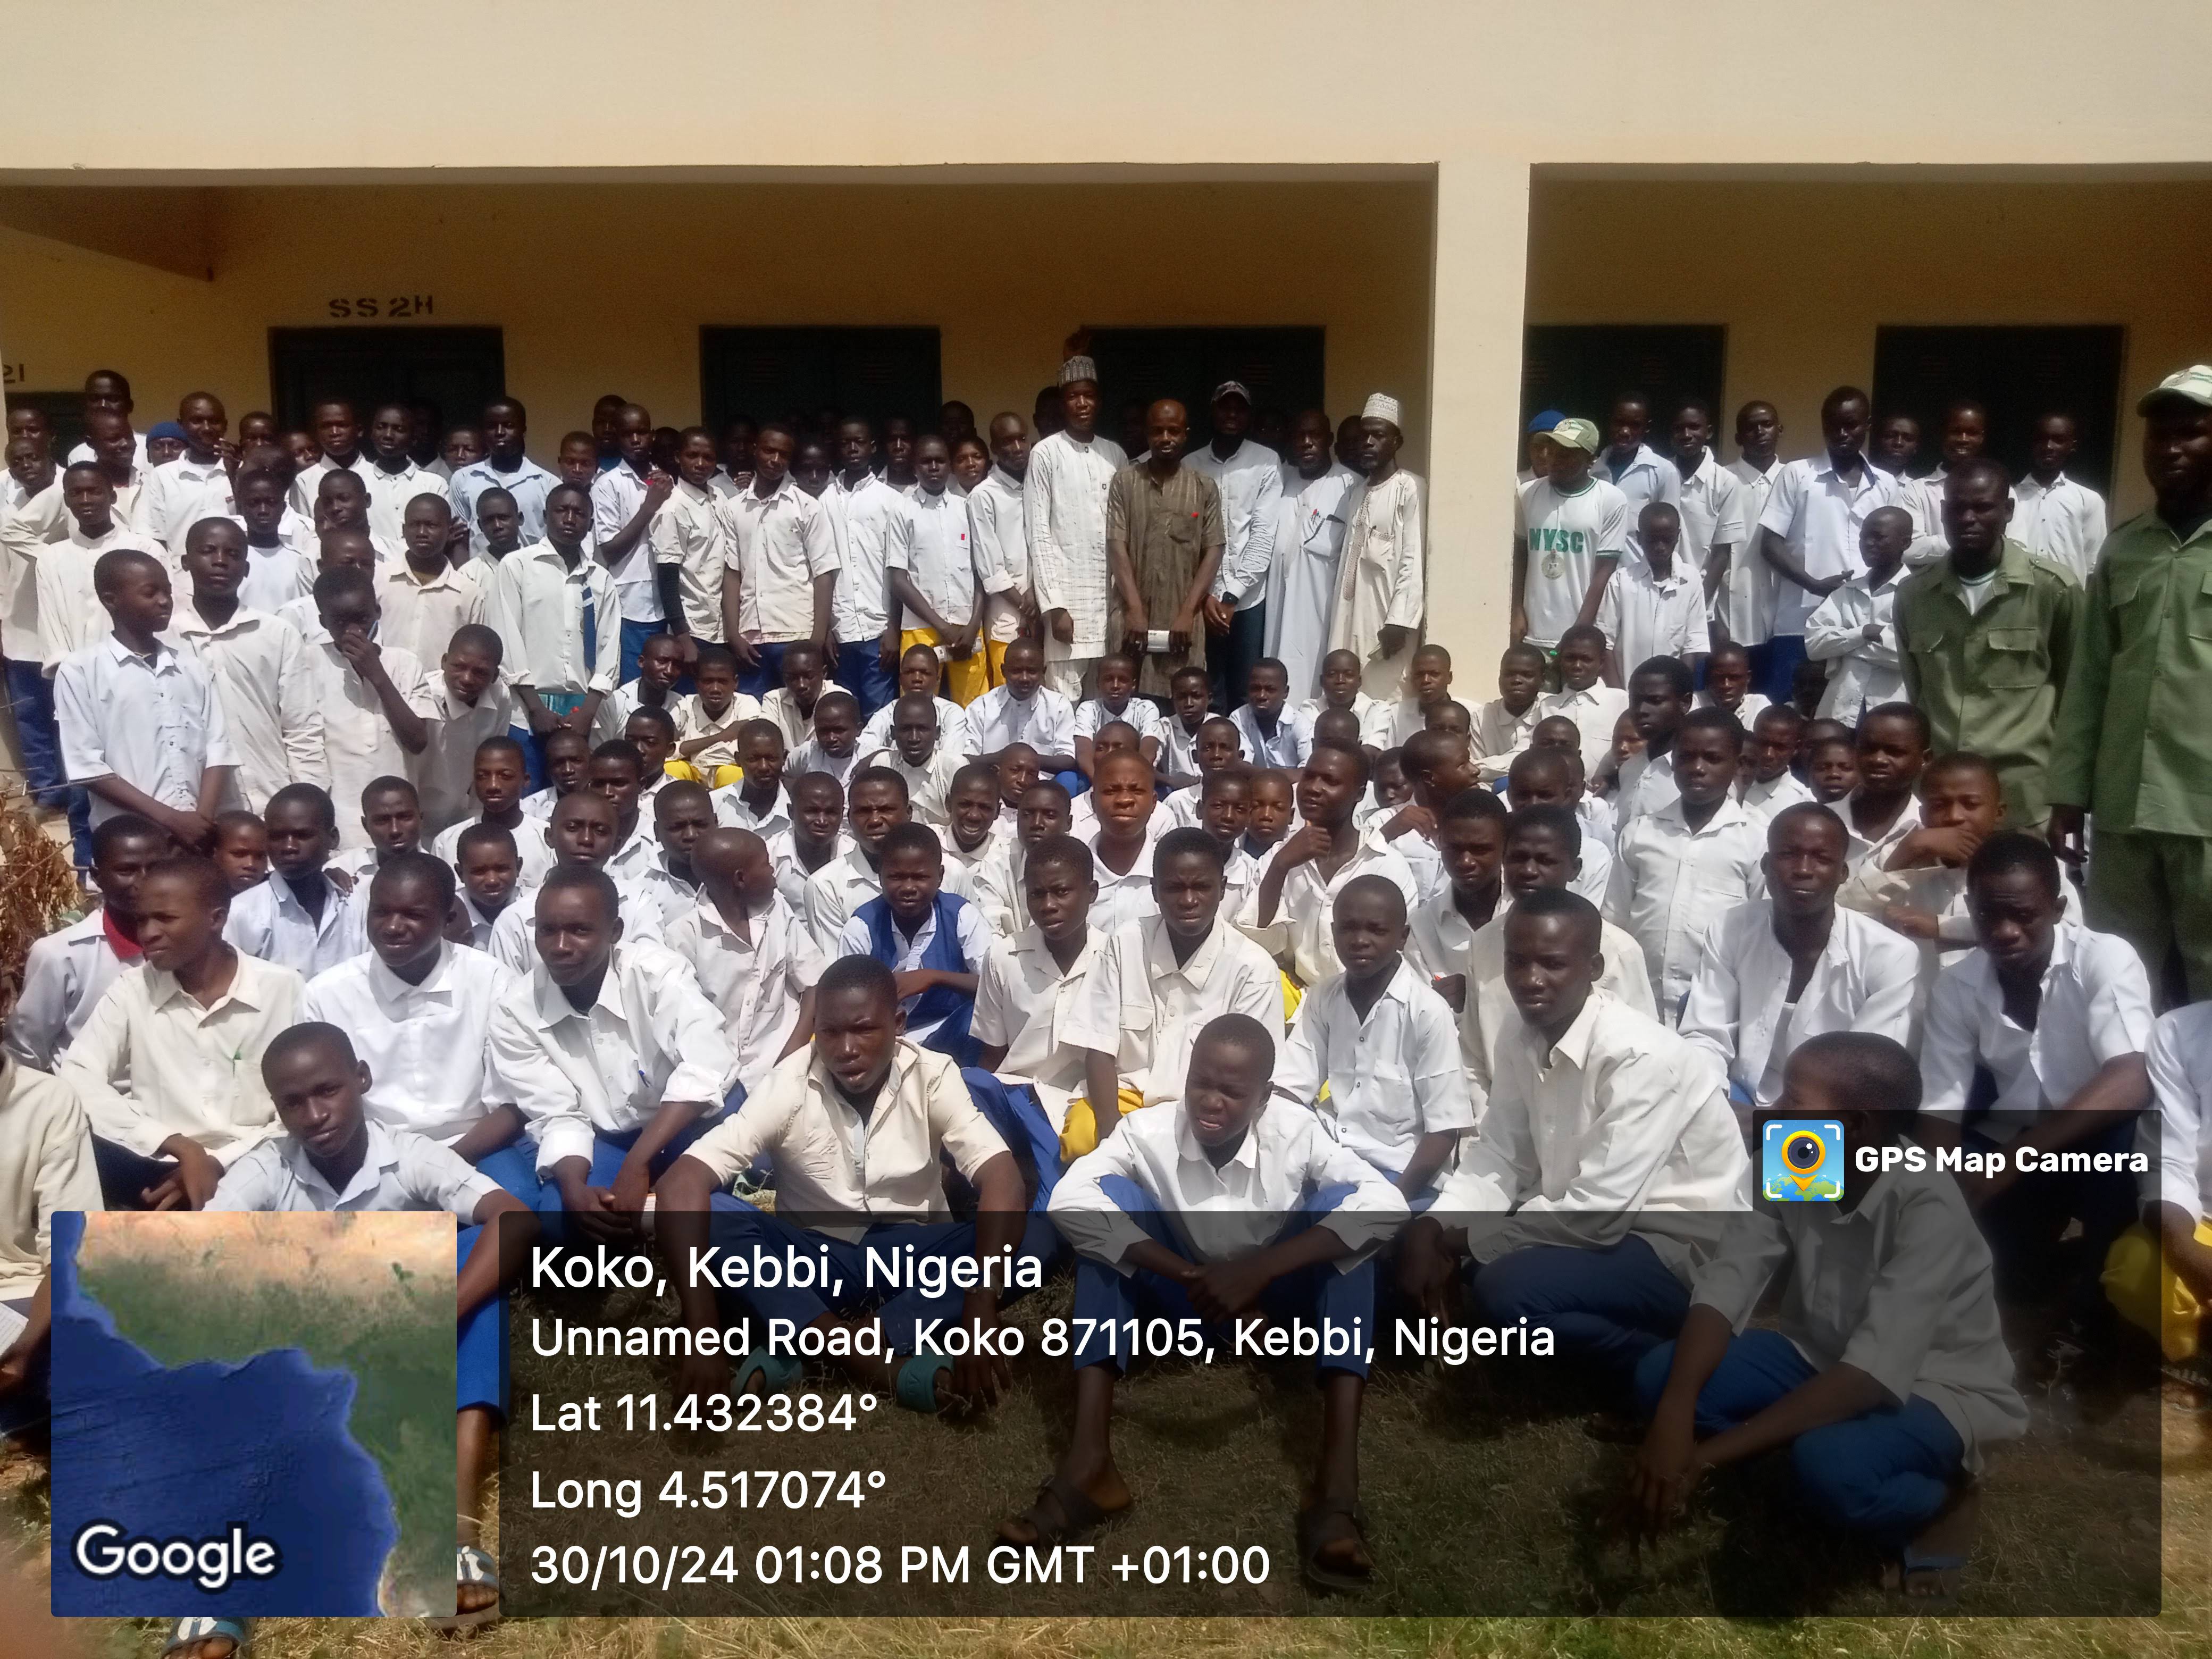 SS 2H
2I
NYSC
GPS Map Camera
Koko, Kebbi, Nigeria
Unnamed Road, Koko 871105, Kebbi, Nigeria
Lat 11.432384°
Long 4.517074°
30/10/24 01:08 PM GMT +01:00
Google